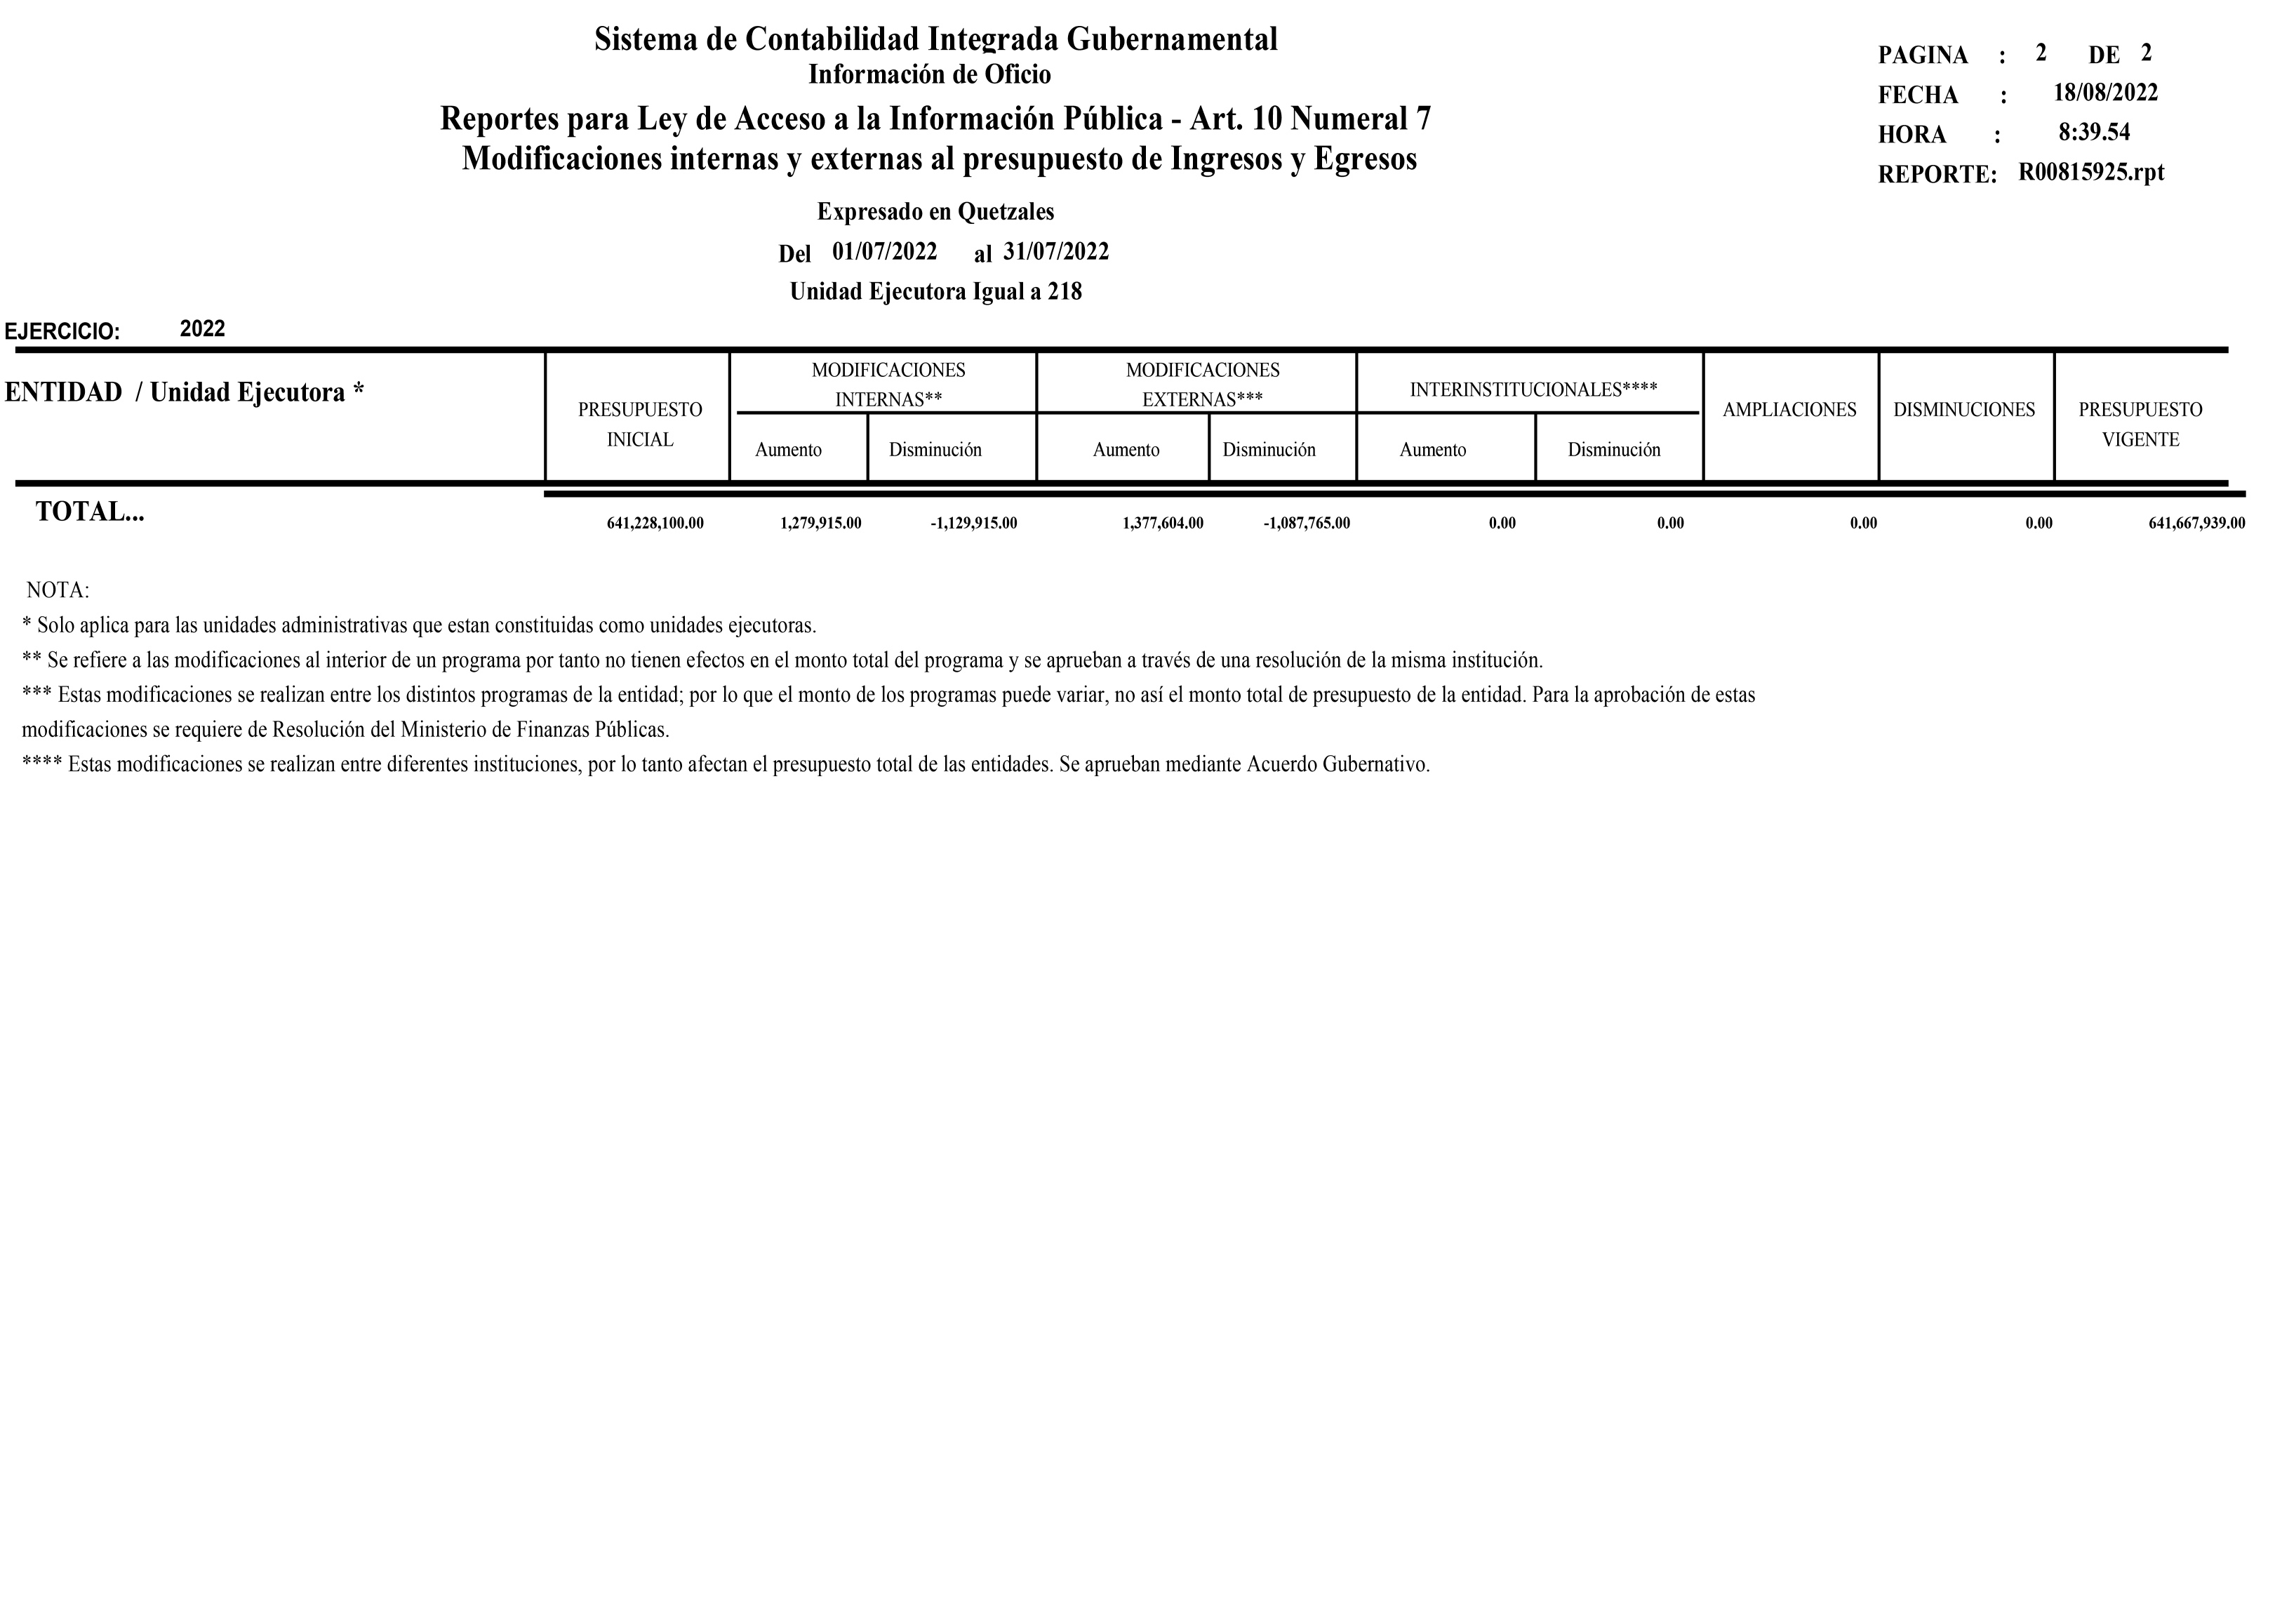 Sistema de Contabilidad Integrada Gubernamental
Información de Oficio
Reportes para Ley de Acceso a la Información Pública - Art. 10 Numeral 7
Modificaciones internas y externas al presupuesto de Ingresos y Egresos
Expresado en Quetzales
Del 01/07/2022 al 31/07/2022
Unidad Ejecutora Igual a 218
PAGINA : 2 DE 2
FECHA : 18/08/2022
HORA : 8:39.54
REPORTE: R00815925.rpt
EJERCICIO: 2022
ENTIDAD / Unidad Ejecutora *
PRESUPUESTO
INICIAL
MODIFICACIONES
INTERNAS**
Aumento Disminución
MODIFICACIONES
EXTERNAS***
Aumento Disminución
INTERINSTITUCIONALES****
Aumento Disminución
AMPLIACIONES
DISMINUCIONES
PRESUPUESTO
VIGENTE
TOTAL... 641,228,100.00 1,279,915.00 -1,129,915.00 1,377,604.00 -1,087,765.00 0.00 0.00 0.00 0.00 641,667,939.00
NOTA:
* Solo aplica para las unidades administrativas que estan constituidas como unidades ejecutoras.
** Se refiere a las modificaciones al interior de un programa por tanto no tienen efectos en el monto total del programa y se aprueban a través de una resolución de la misma institución.
*** Estas modificaciones se realizan entre los distintos programas de la entidad; por lo que el monto de los programas puede variar, no así el monto total de presupuesto de la entidad. Para la aprobación de estas
modificaciones se requiere de Resolución del Ministerio de Finanzas Públicas.
**** Estas modificaciones se realizan entre diferentes instituciones, por lo tanto afectan el presupuesto total de las entidades. Se aprueban mediante Acuerdo Gubernativo.